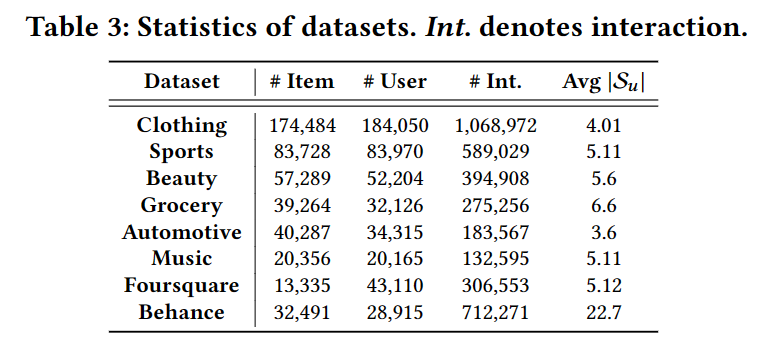 Table 3: Statistics of datasets. Int. denotes interaction.
Dataset # Item # User # Int. Avg |𝒮u|
Clothing 174,484 184,050 1,068,972 4.01
Sports 83,728 83,970 589,029 5.11
Beauty 57,289 52,204 394,908 5.6
Grocery 39,264 32,126 275,256 6.6
Automotive 40,287 34,315 183,567 3.6
Music 20,356 20,165 132,595 5.11
Foursquare 13,335 43,110 306,553 5.12
Behance 32,491 28,915 712,271 22.7